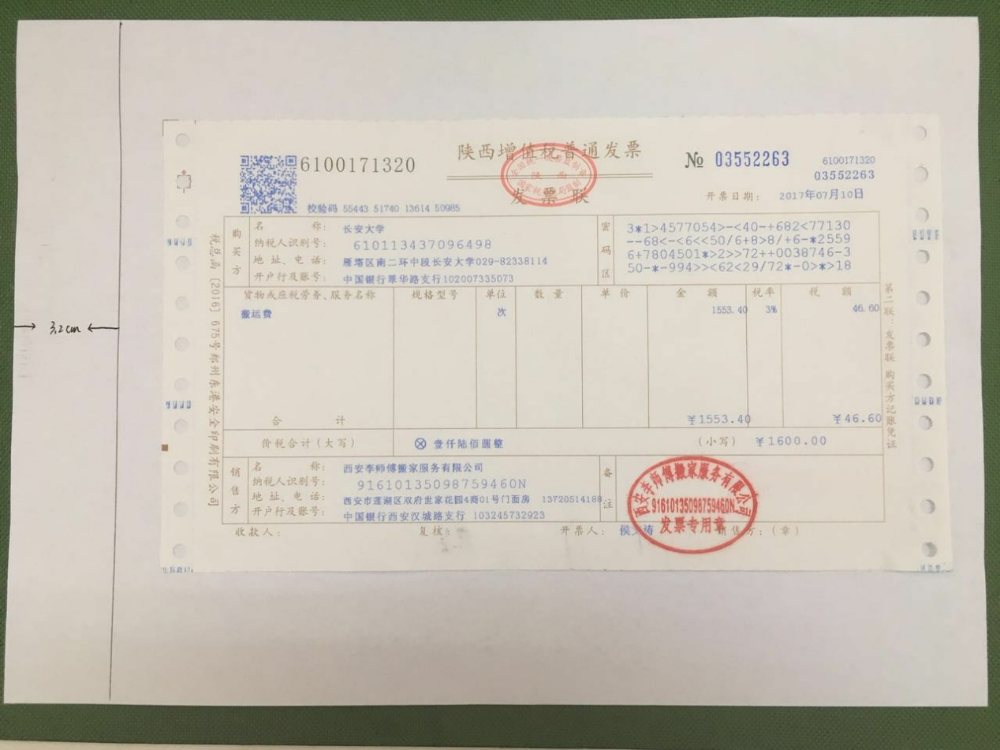 陕西增值税普通发票
6100171320
№ 03552263
6100171320
03552263
发票联
校验码 55443 51740 13614 50985
开票日期: 2017年07月10日
购买方
名 称: 长安大学
纳税人识别号: 610113437096498
地址、电话: 雁塔区南二环中段长安大学029-82338114
开户行及账号: 中国银行翠华路支行102007335073
密码区
3*1>4577054>-<40-+682<77130
--68<-<6<<50/6+8>8/+6-*2559
6+7804501*>2>>72++0038746-3
50-*-994>><62<29/72*-0>*>18
货物或应税劳务、服务名称 规格型号 单位 数量 单价 金额 税率 税额
搬运费 次 1553.40 3% 46.60
合计 ¥1553.40 ¥46.60
价税合计(大写) ⊗ 壹仟陆佰圆整 (小写) ¥1600.00
销售方
名 称: 西安李师傅搬家服务有限公司
纳税人识别号: 91610135098759460N
地址、电话: 西安市莲湖区双府世家花园4商01号门面房 13720514188
开户行及账号: 中国银行西安汉城路支行 103245732923
备注
西安李师傅搬家服务有限公司
91610135098759460N
发票专用章
收款人: 复核: 开票人: 侯 涛 销售方:(章)
税总函〔2016〕675号郑州东港安全印刷有限公司
第二联:发票联 购买方记账凭证
3.2cm